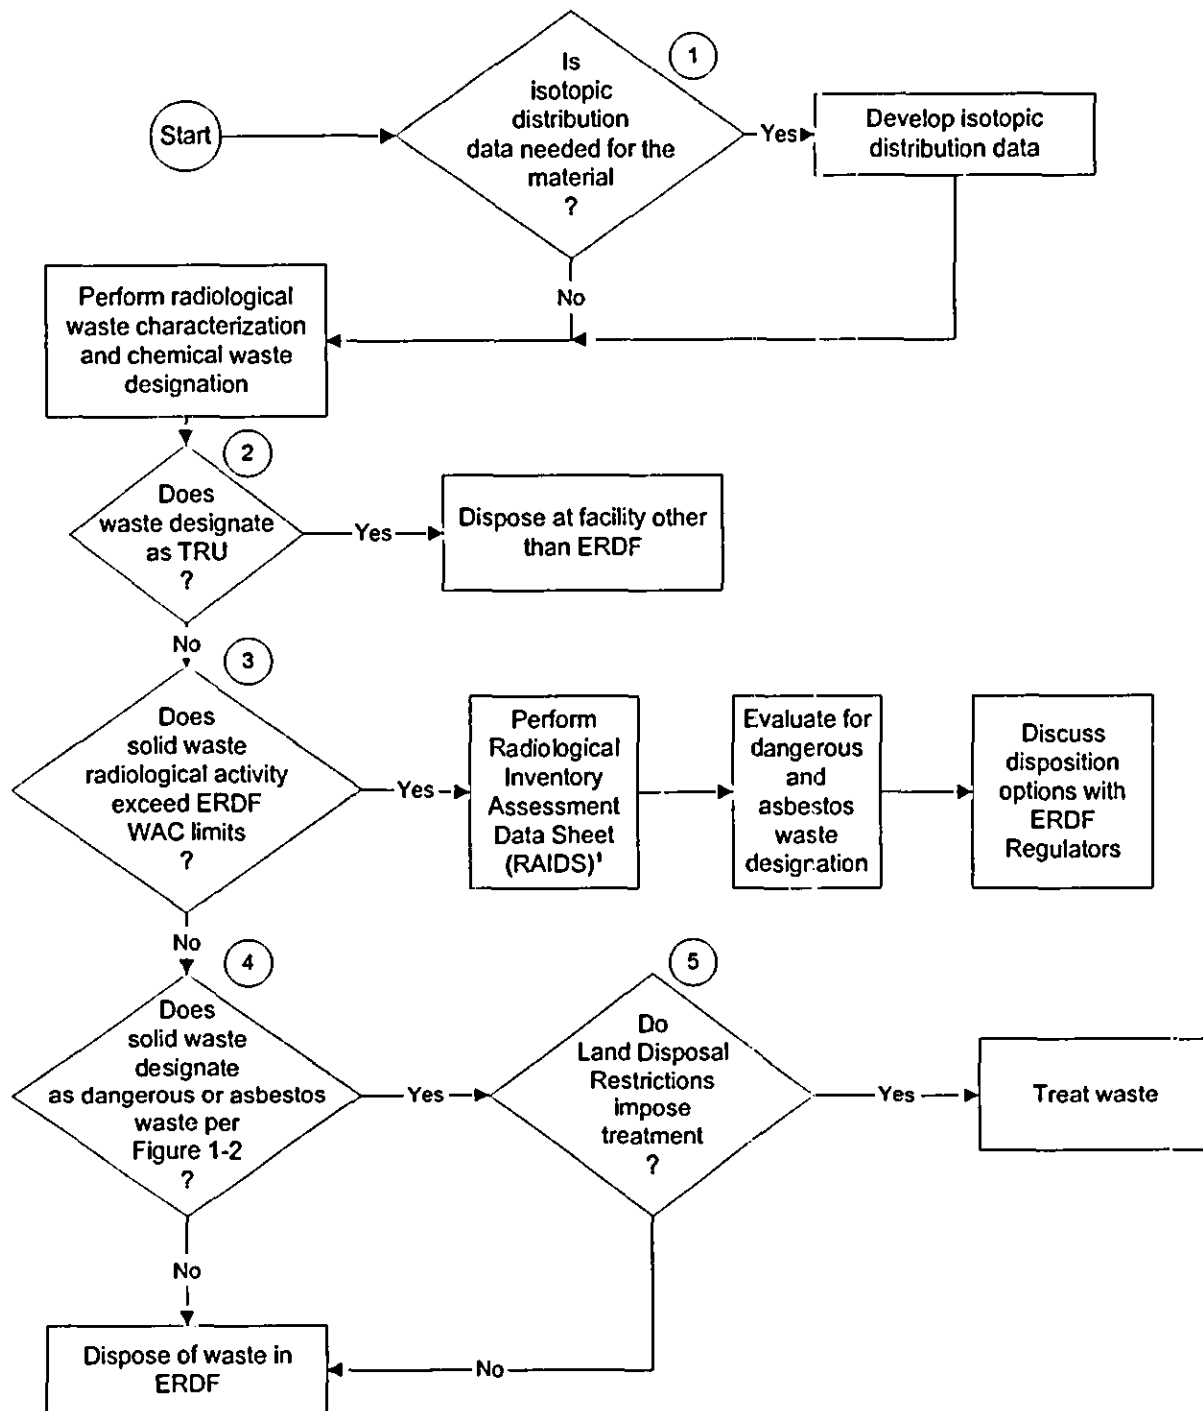 1
Is
isotopic
distribution
data needed for the
material
?
Start
Yes
Develop isotopic
distribution data
No
Perform radiological
waste characterization
and chemical waste
designation
2
Does
waste designate
as TRU
?
Yes
Dispose at facility other
than ERDF
No
3
Does
solid waste
radiological activity
exceed ERDF
WAC limits
?
Yes
Perform
Radiological
Inventory
Assessment
Data Sheet
(RAIDS)¹
Evaluate for
dangerous
and
asbestos
waste
designation
Discuss
disposition
options with
ERDF
Regulators
No
4
Does
solid waste
designate
as dangerous or asbestos
waste per
Figure 1-2
?
Yes
5
Do
Land Disposal
Restrictions
impose
treatment
?
Yes
Treat waste
No
No
Dispose of waste in
ERDF